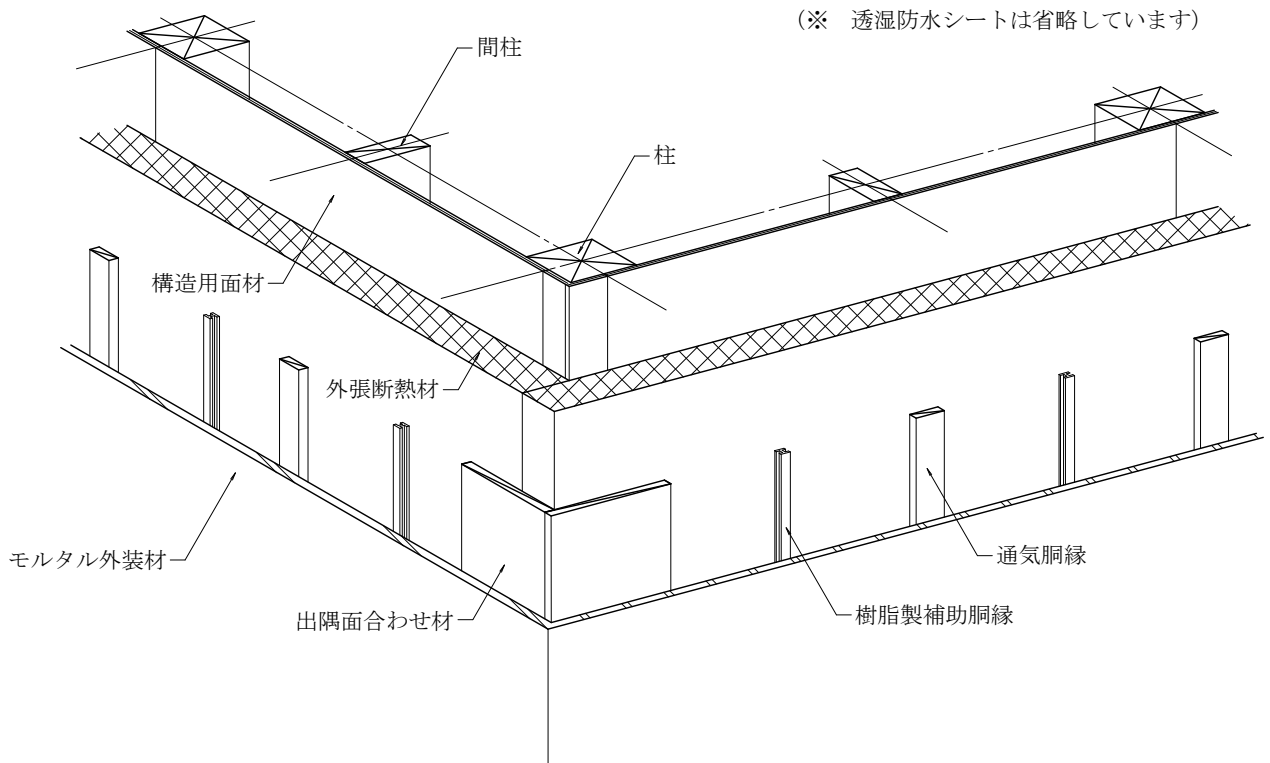 (※　透湿防水シートは省略しています)
間柱
柱
構造用面材
外張断熱材
モルタル外装材
出隅面合わせ材
通気胴縁
樹脂製補助胴縁